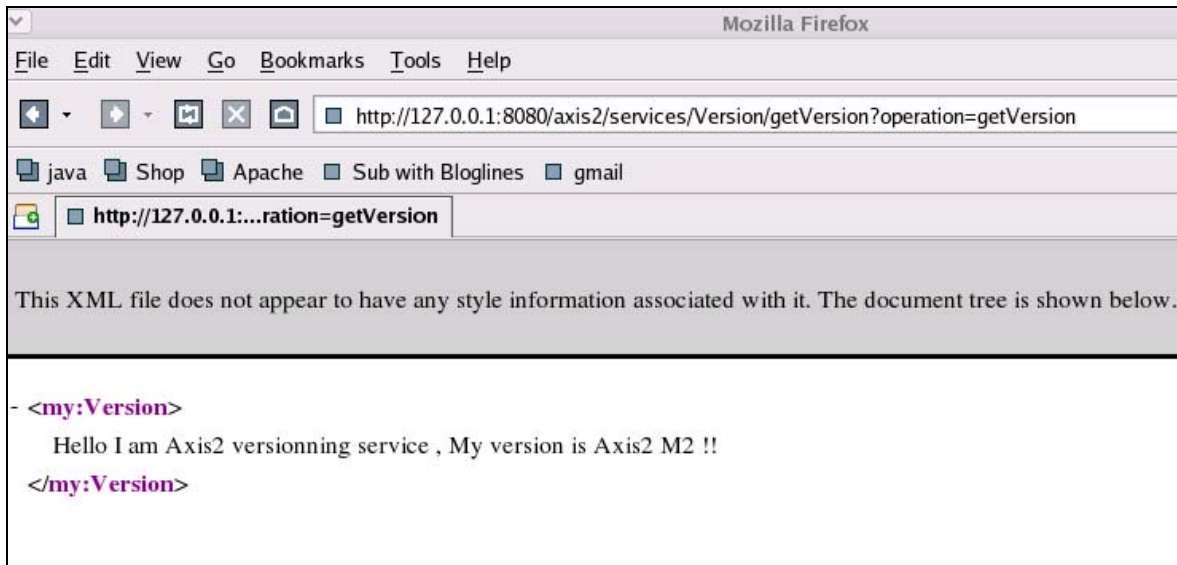 Mozilla Firefox
File Edit View Go Bookmarks Tools Help
http://127.0.0.1:8080/axis2/services/Version/getVersion?operation=getVersion
java Shop Apache Sub with Bloglines gmail
http://127.0.0.1:...ration=getVersion
This XML file does not appear to have any style information associated with it. The document tree is shown below.
- <my:Version>
Hello I am Axis2 versionning service , My version is Axis2 M2 !!
</my:Version>